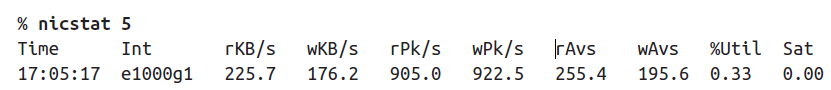 % nicstat 5
Time Int rKB/s wKB/s rPk/s wPk/s rAvs wAvs %Util Sat
17:05:17 e1000g1 225.7 176.2 905.0 922.5 255.4 195.6 0.33 0.00